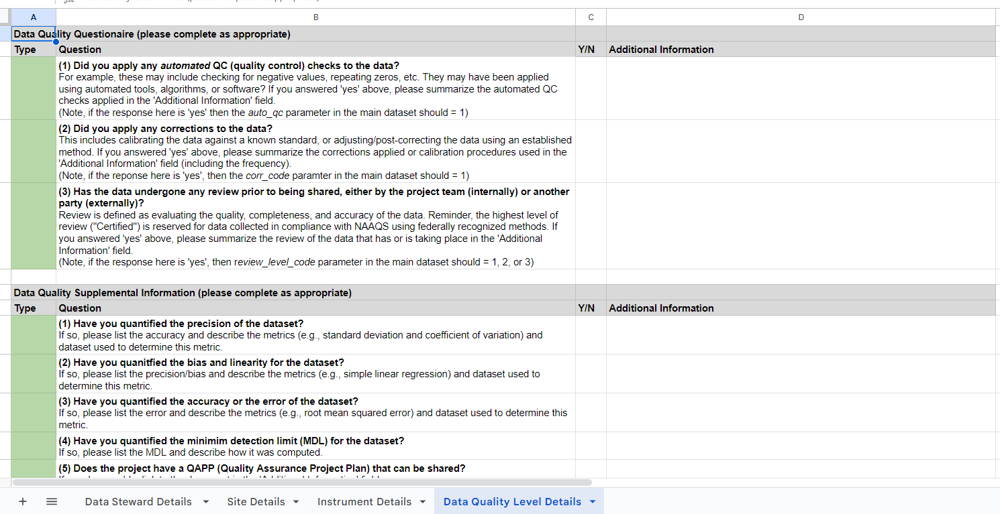 A B C D
Data Quality Questionaire (please complete as appropriate)
Type Question Y/N Additional Information
(1) Did you apply any automated QC (quality control) checks to the data?
For example, these may include checking for negative values, repeating zeros, etc. They may have been applied
using automated tools, algorithms, or software? If you answered 'yes' above, please summarize the automated QC
checks applied in the 'Additional Information' field.
(Note, if the response here is 'yes' then the auto_qc parameter in the main dataset should = 1)
(2) Did you apply any corrections to the data?
This includes calibrating the data against a known standard, or adjusting/post-correcting the data using an established
method. If you answered 'yes' above, please summarize the corrections applied or calibration procedures used in the
'Additional Information' field (including the frequency).
(Note, if the reponse here is 'yes', then the corr_code paramter in the main dataset should = 1)
(3) Has the data undergone any review prior to being shared, either by the project team (internally) or another
party (externally)?
Review is defined as evaluating the quality, completeness, and accuracy of the data. Reminder, the highest level of
review ("Certified") is reserved for data collected in compliance with NAAQS using federally recognized methods. If
you answered 'yes' above, please summarize the review of the data that has or is taking place in the 'Additional
Information' field.
(Note, if the response here is 'yes', then review_level_code parameter in the main dataset should = 1, 2, or 3)
Data Quality Supplemental Information (please complete as appropriate)
Type Question Y/N Additional Information
(1) Have you quantified the precision of the dataset?
If so, please list the accuracy and describe the metrics (e.g., standard deviation and coefficient of variation) and
dataset used to determine this metric.
(2) Have you quanitfied the bias and linearity for the dataset?
If so, please list the precision/bias and describe the metrics (e.g., simple linear regression) and dataset used to
determine this metric.
(3) Have you quantified the accuracy or the error of the dataset?
If so, please list the error and describe the metrics (e.g., root mean squared error) and dataset used to determine this
metric.
(4) Have you quantified the minimim detection limit (MDL) for the dataset?
If so, please list the MDL and describe how it was computed.
(5) Does the project have a QAPP (Quality Assurance Project Plan) that can be shared?
Data Steward Details Site Details Instrument Details Data Quality Level Details